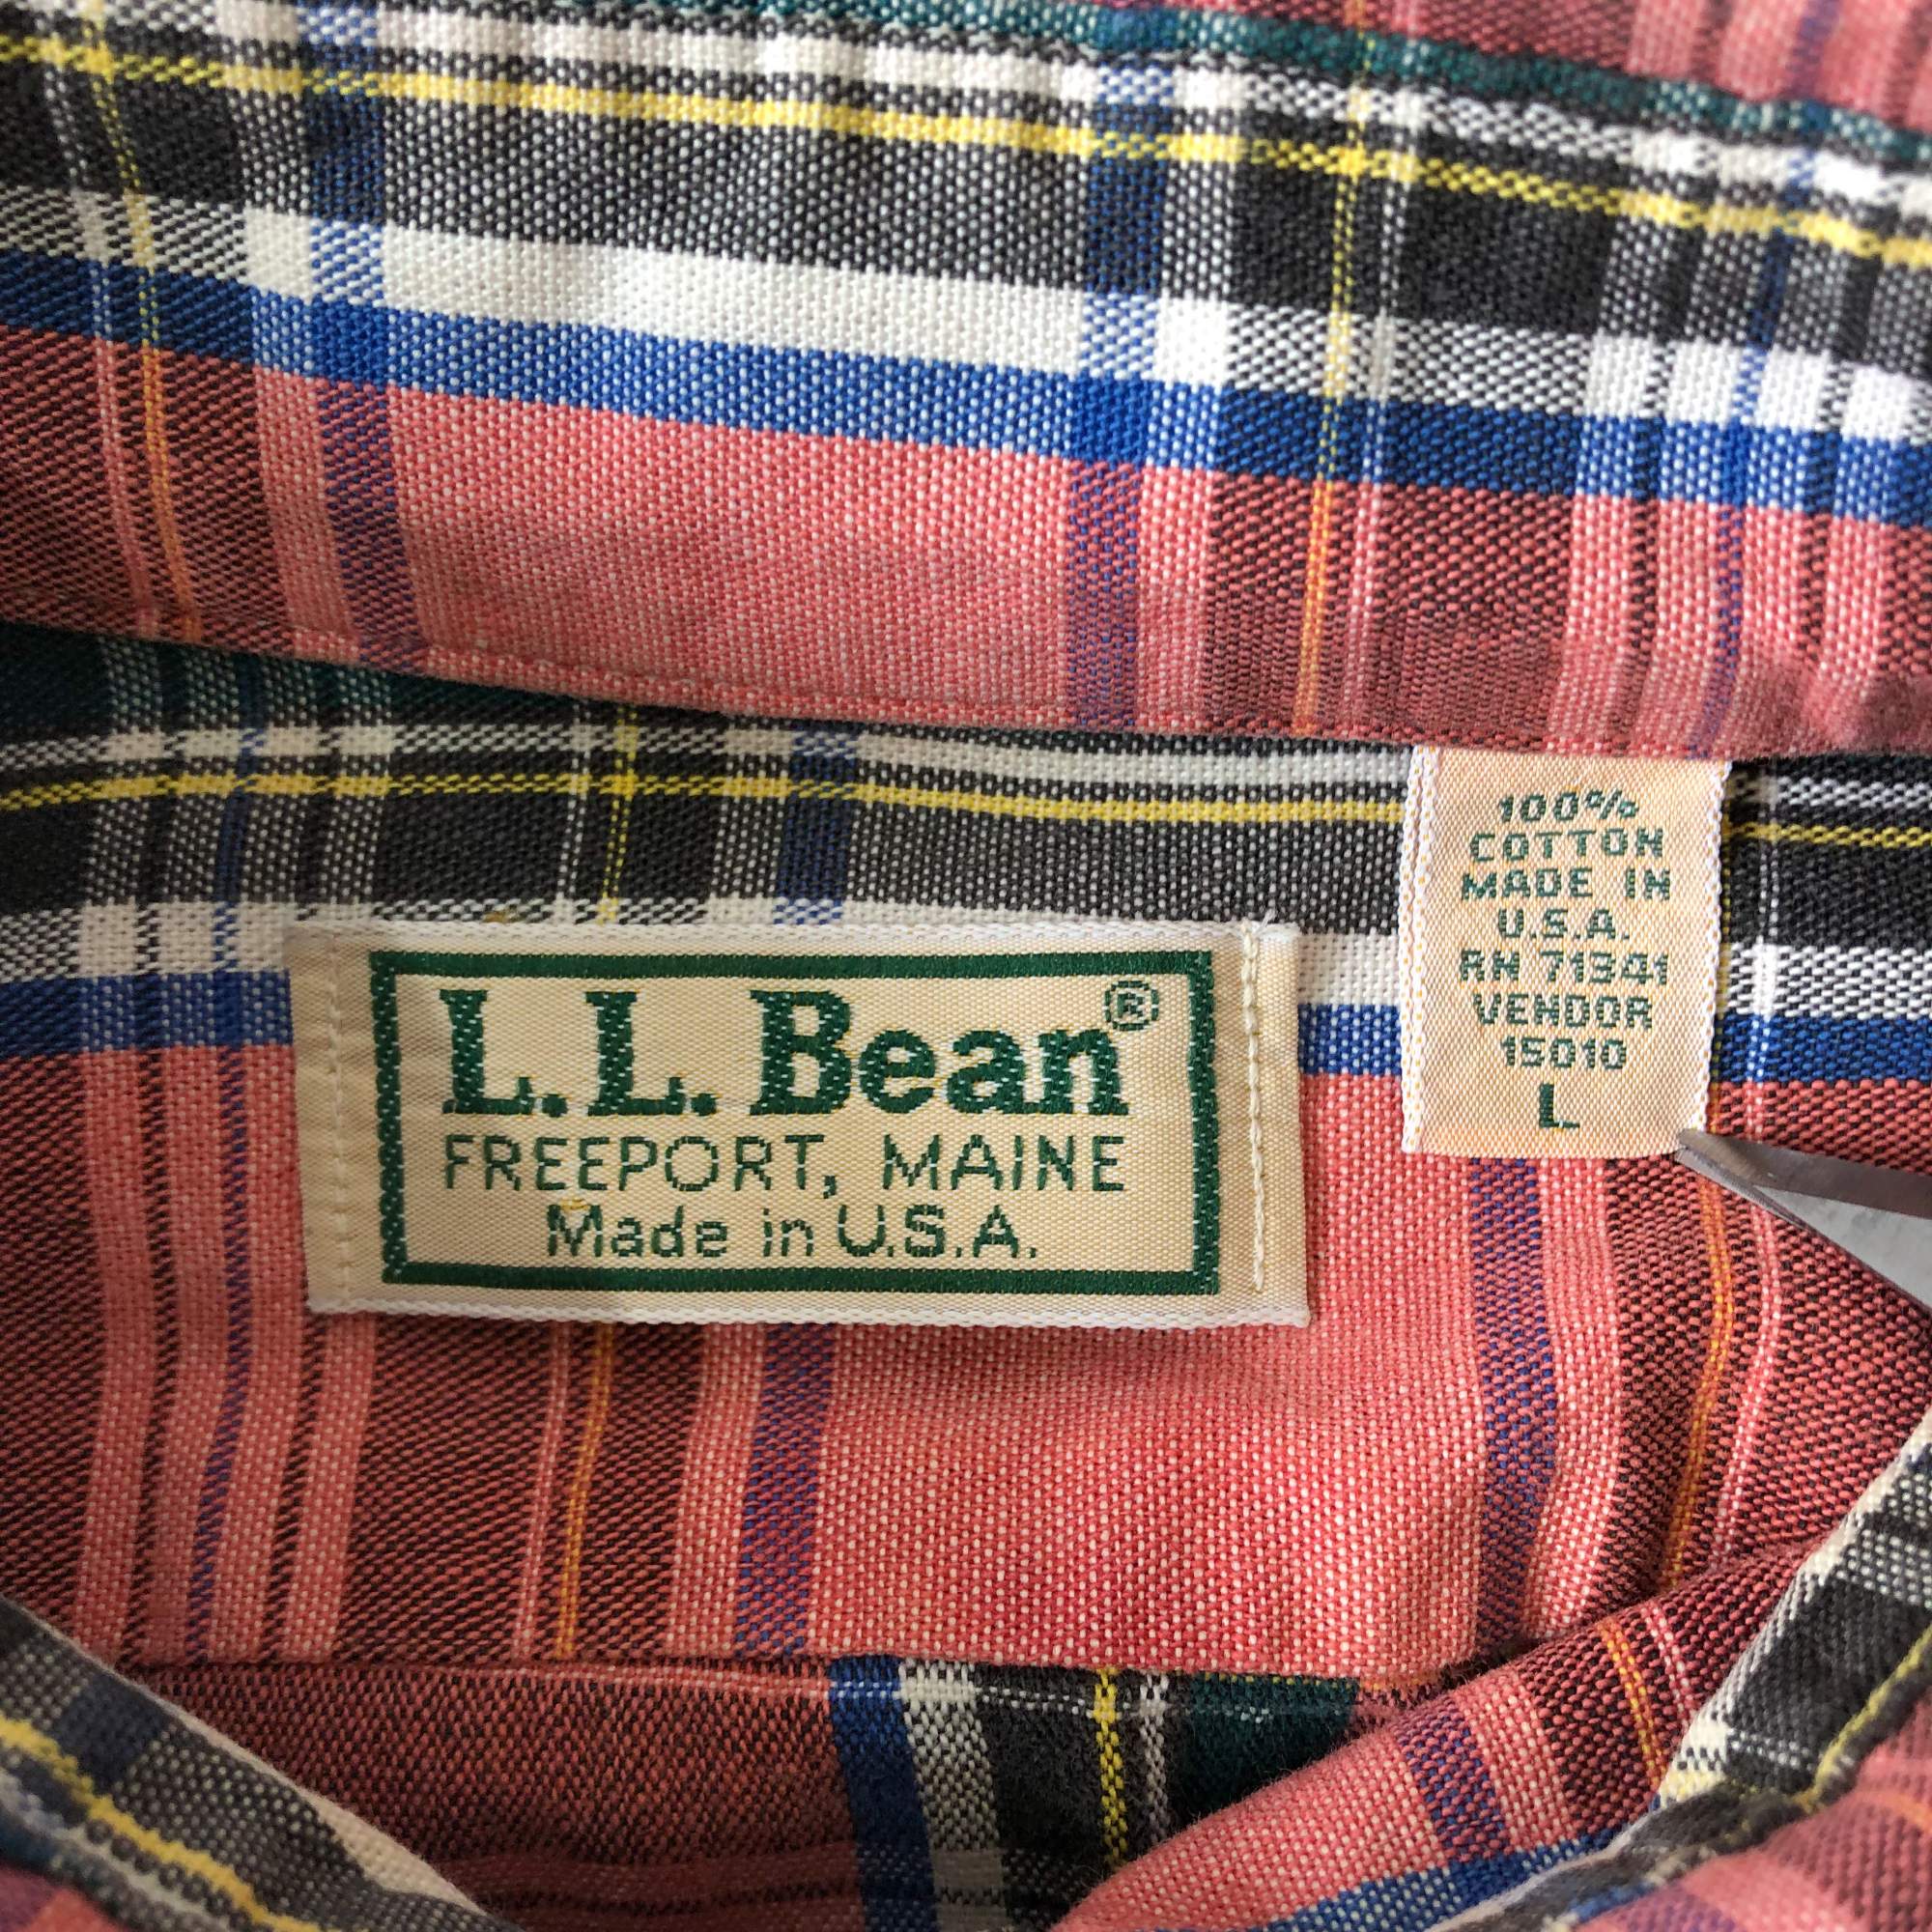 L.L. Bean®
FREEPORT, MAINE
Made in U.S.A.
100%
COTTON
MADE IN
U.S.A.
RN 71341
VENDOR
15010
L